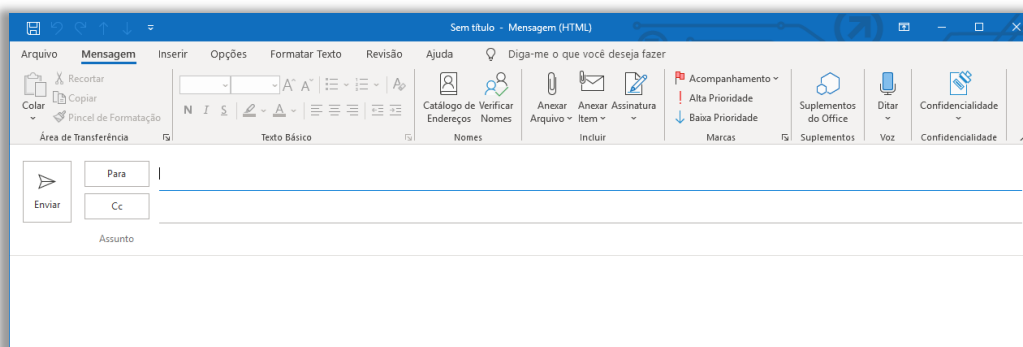 Sem título - Mensagem (HTML)
Arquivo Mensagem Inserir Opções Formatar Texto Revisão Ajuda Diga-me o que você deseja fazer
Colar
Recortar
Copiar
Pincel de Formatação
Área de Transferência
N I S A A A
Texto Básico
Catálogo de Endereços
Verificar Nomes
Nomes
Anexar Arquivo
Anexar Item
Assinatura
Incluir
Acompanhamento
Alta Prioridade
Baixa Prioridade
Marcas
Suplementos do Office
Suplementos
Ditar
Voz
Confidencialidade
Confidencialidade
Enviar
Para
Cc
Assunto